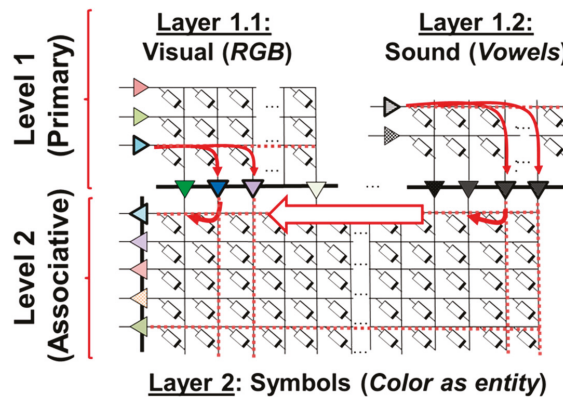 Layer 1.1:
Visual (RGB)
Layer 1.2:
Sound (Vowels)
Level 1
(Primary)
Level 2
(Associative)
Layer 2: Symbols (Color as entity)